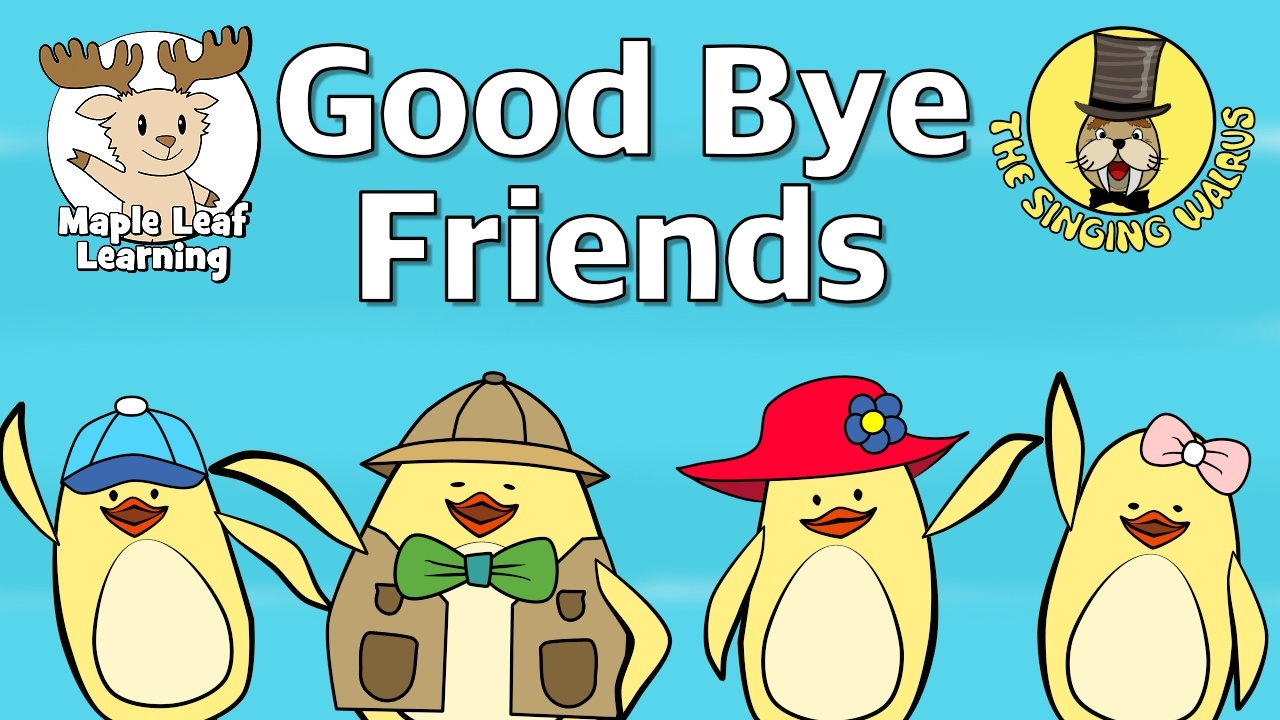 Good Bye
Friends
Maple Leaf
Learning
THE SINGING WALRUS